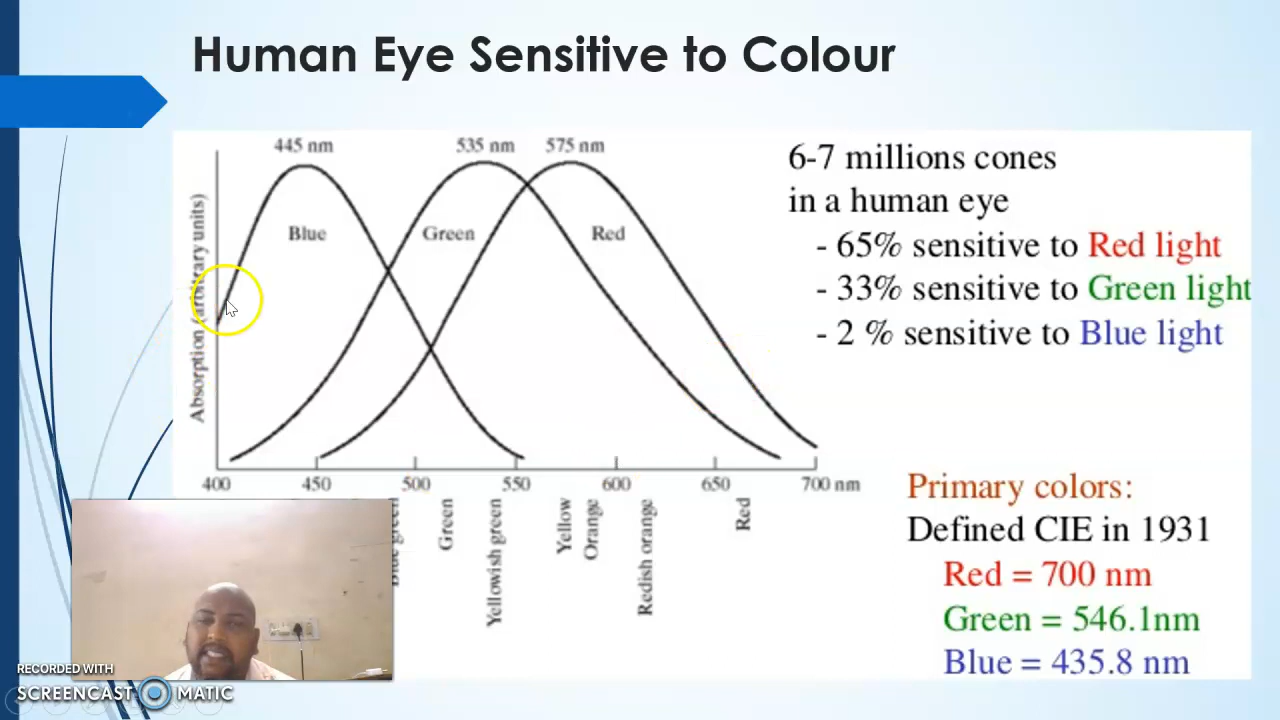 Human Eye Sensitive to Colour
445 nm
535 nm
575 nm
Blue
Green
Red
Absorption (arbitrary units)
400
450
500
550
600
650
700 nm
green
Green
Yellowish green
Yellow
Orange
Redish orange
Red
6-7 millions cones
in a human eye
- 65% sensitive to Red light
- 33% sensitive to Green light
- 2 % sensitive to Blue light
Primary colors:
Defined CIE in 1931
Red = 700 nm
Green = 546.1nm
Blue = 435.8 nm
RECORDED WITH
SCREENCAST MATIC